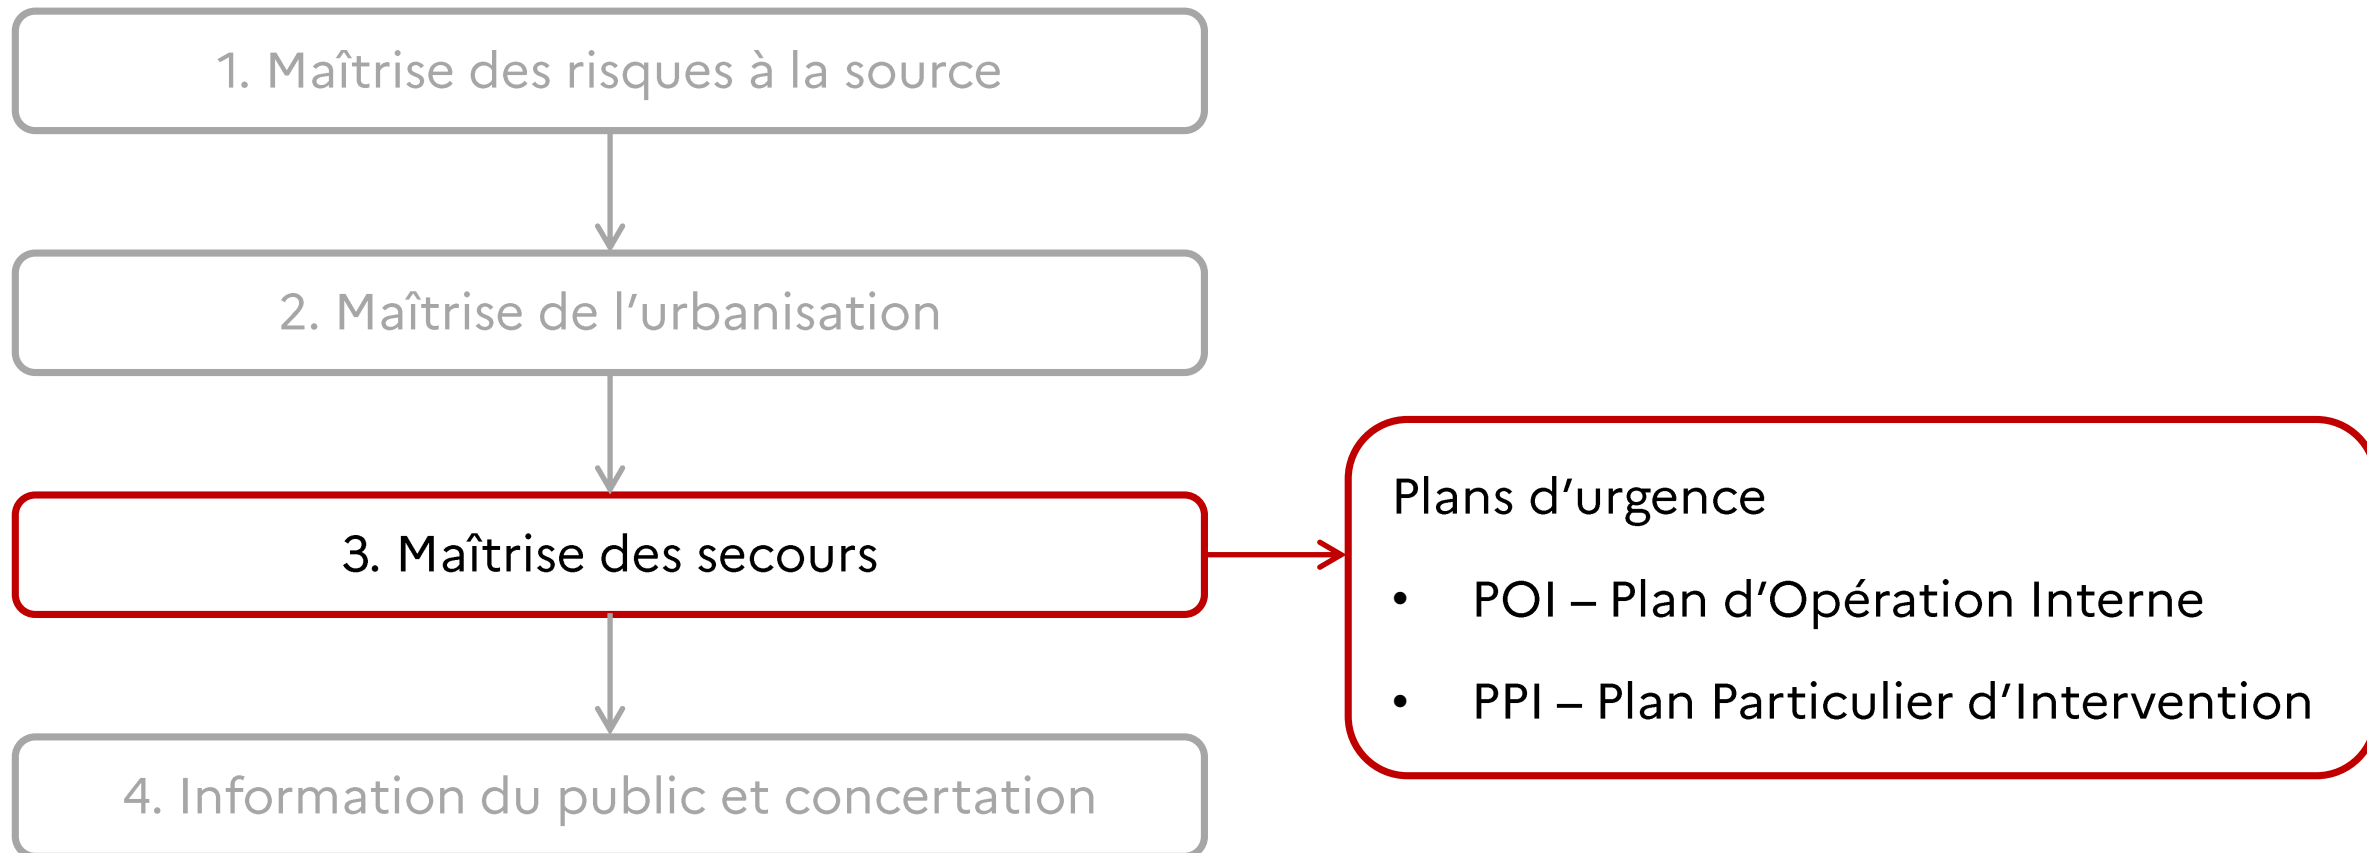 1. Maîtrise des risques à la source
2. Maîtrise de l’urbanisation
3. Maîtrise des secours
Plans d’urgence
• POI – Plan d’Opération Interne
• PPI – Plan Particulier d’Intervention
4. Information du public et concertation